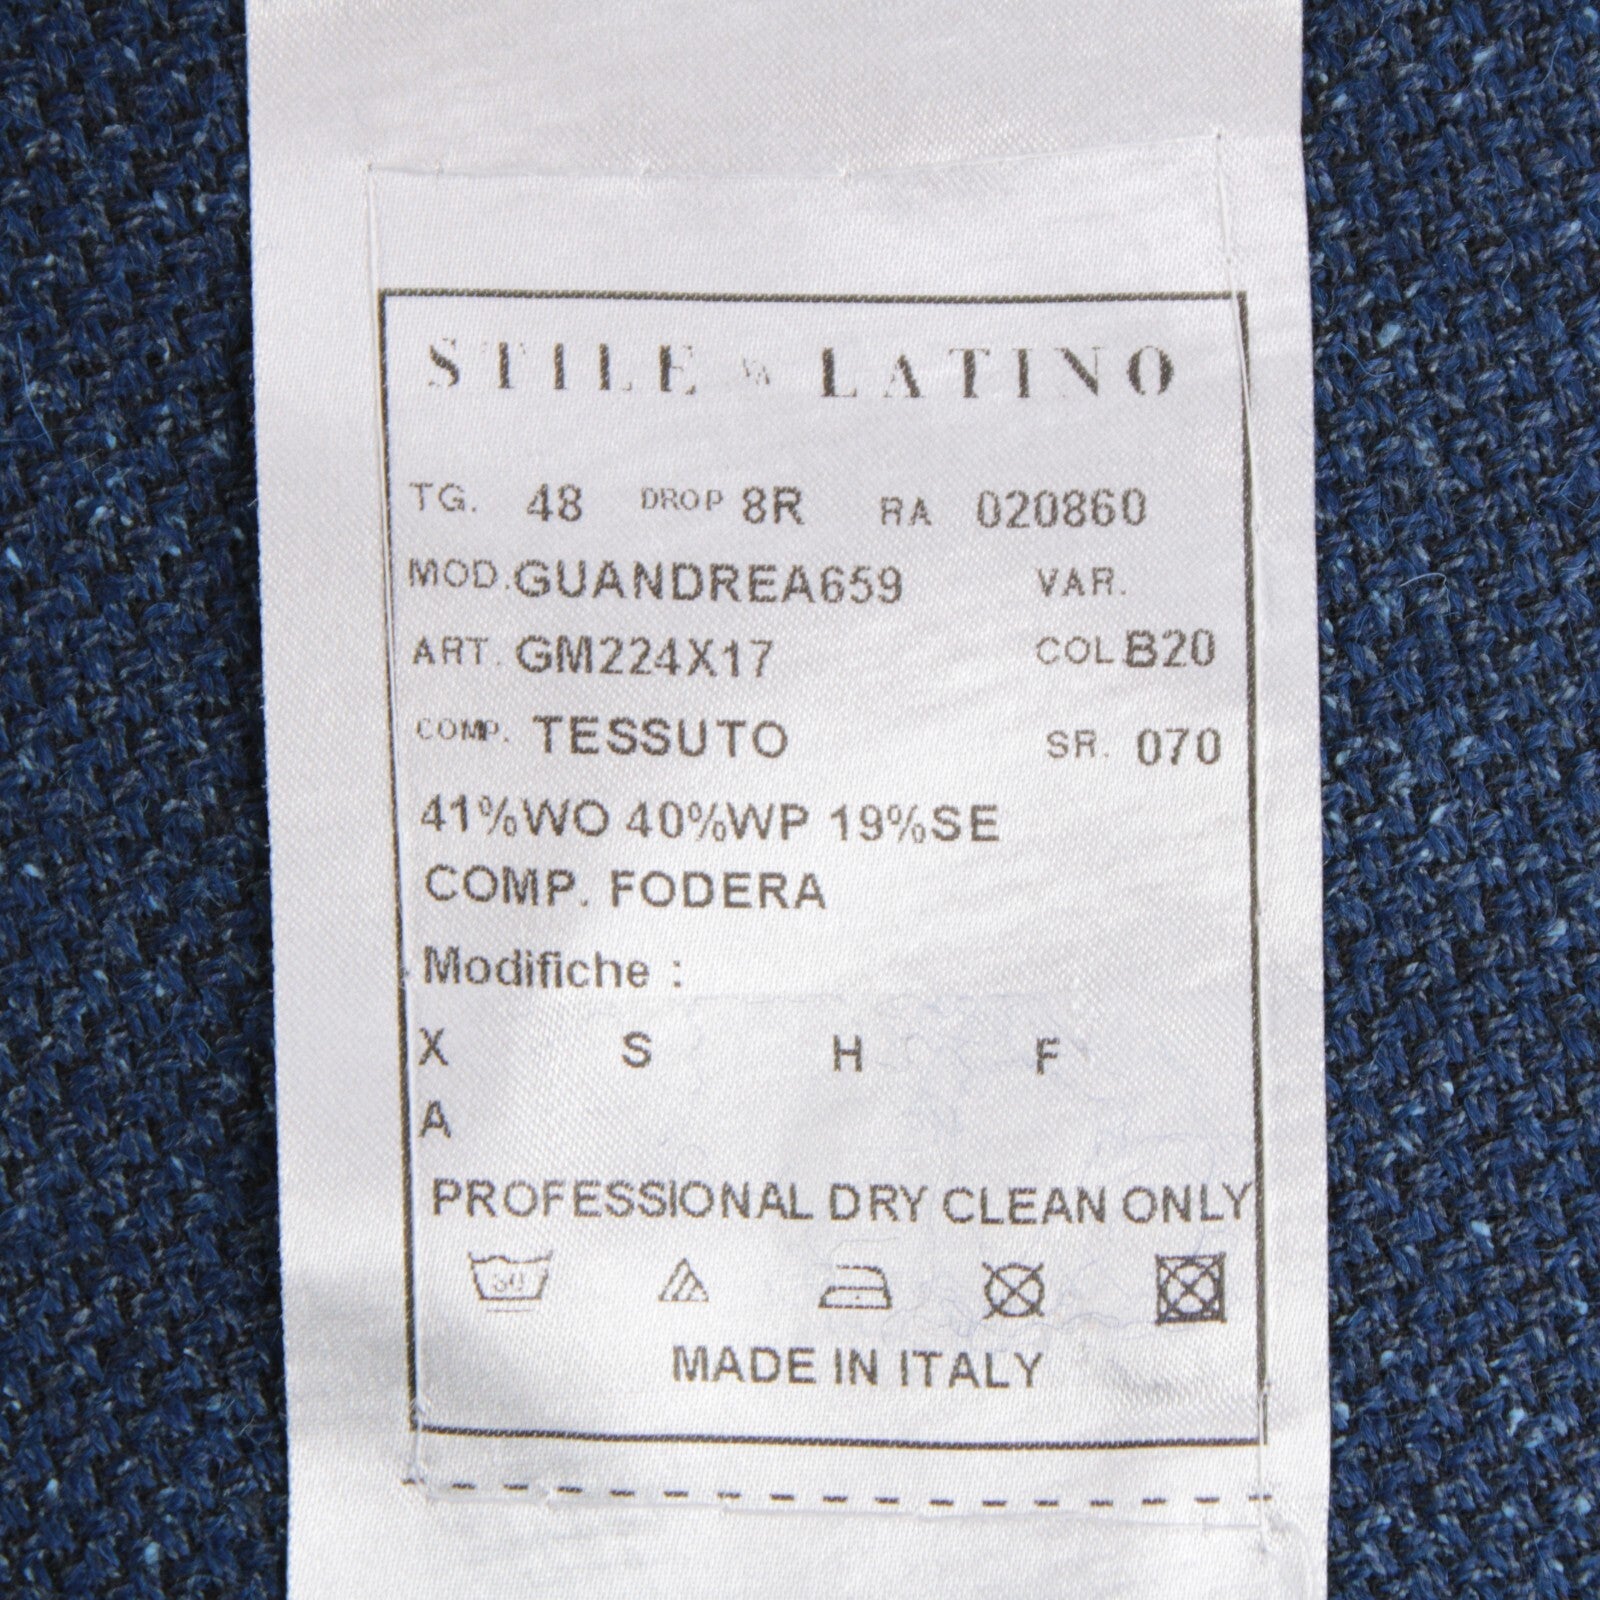 STILE LATINO
TG. 48 DROP 8R RA 020860
MOD. GUANDREA659 VAR.
ART. GM224X17 COL B20
COMP. TESSUTO SR. 070
41%WO 40%WP 19%SE
COMP. FODERA
Modifiche :
X S H F
A
PROFESSIONAL DRY CLEAN ONLY
30
MADE IN ITALY